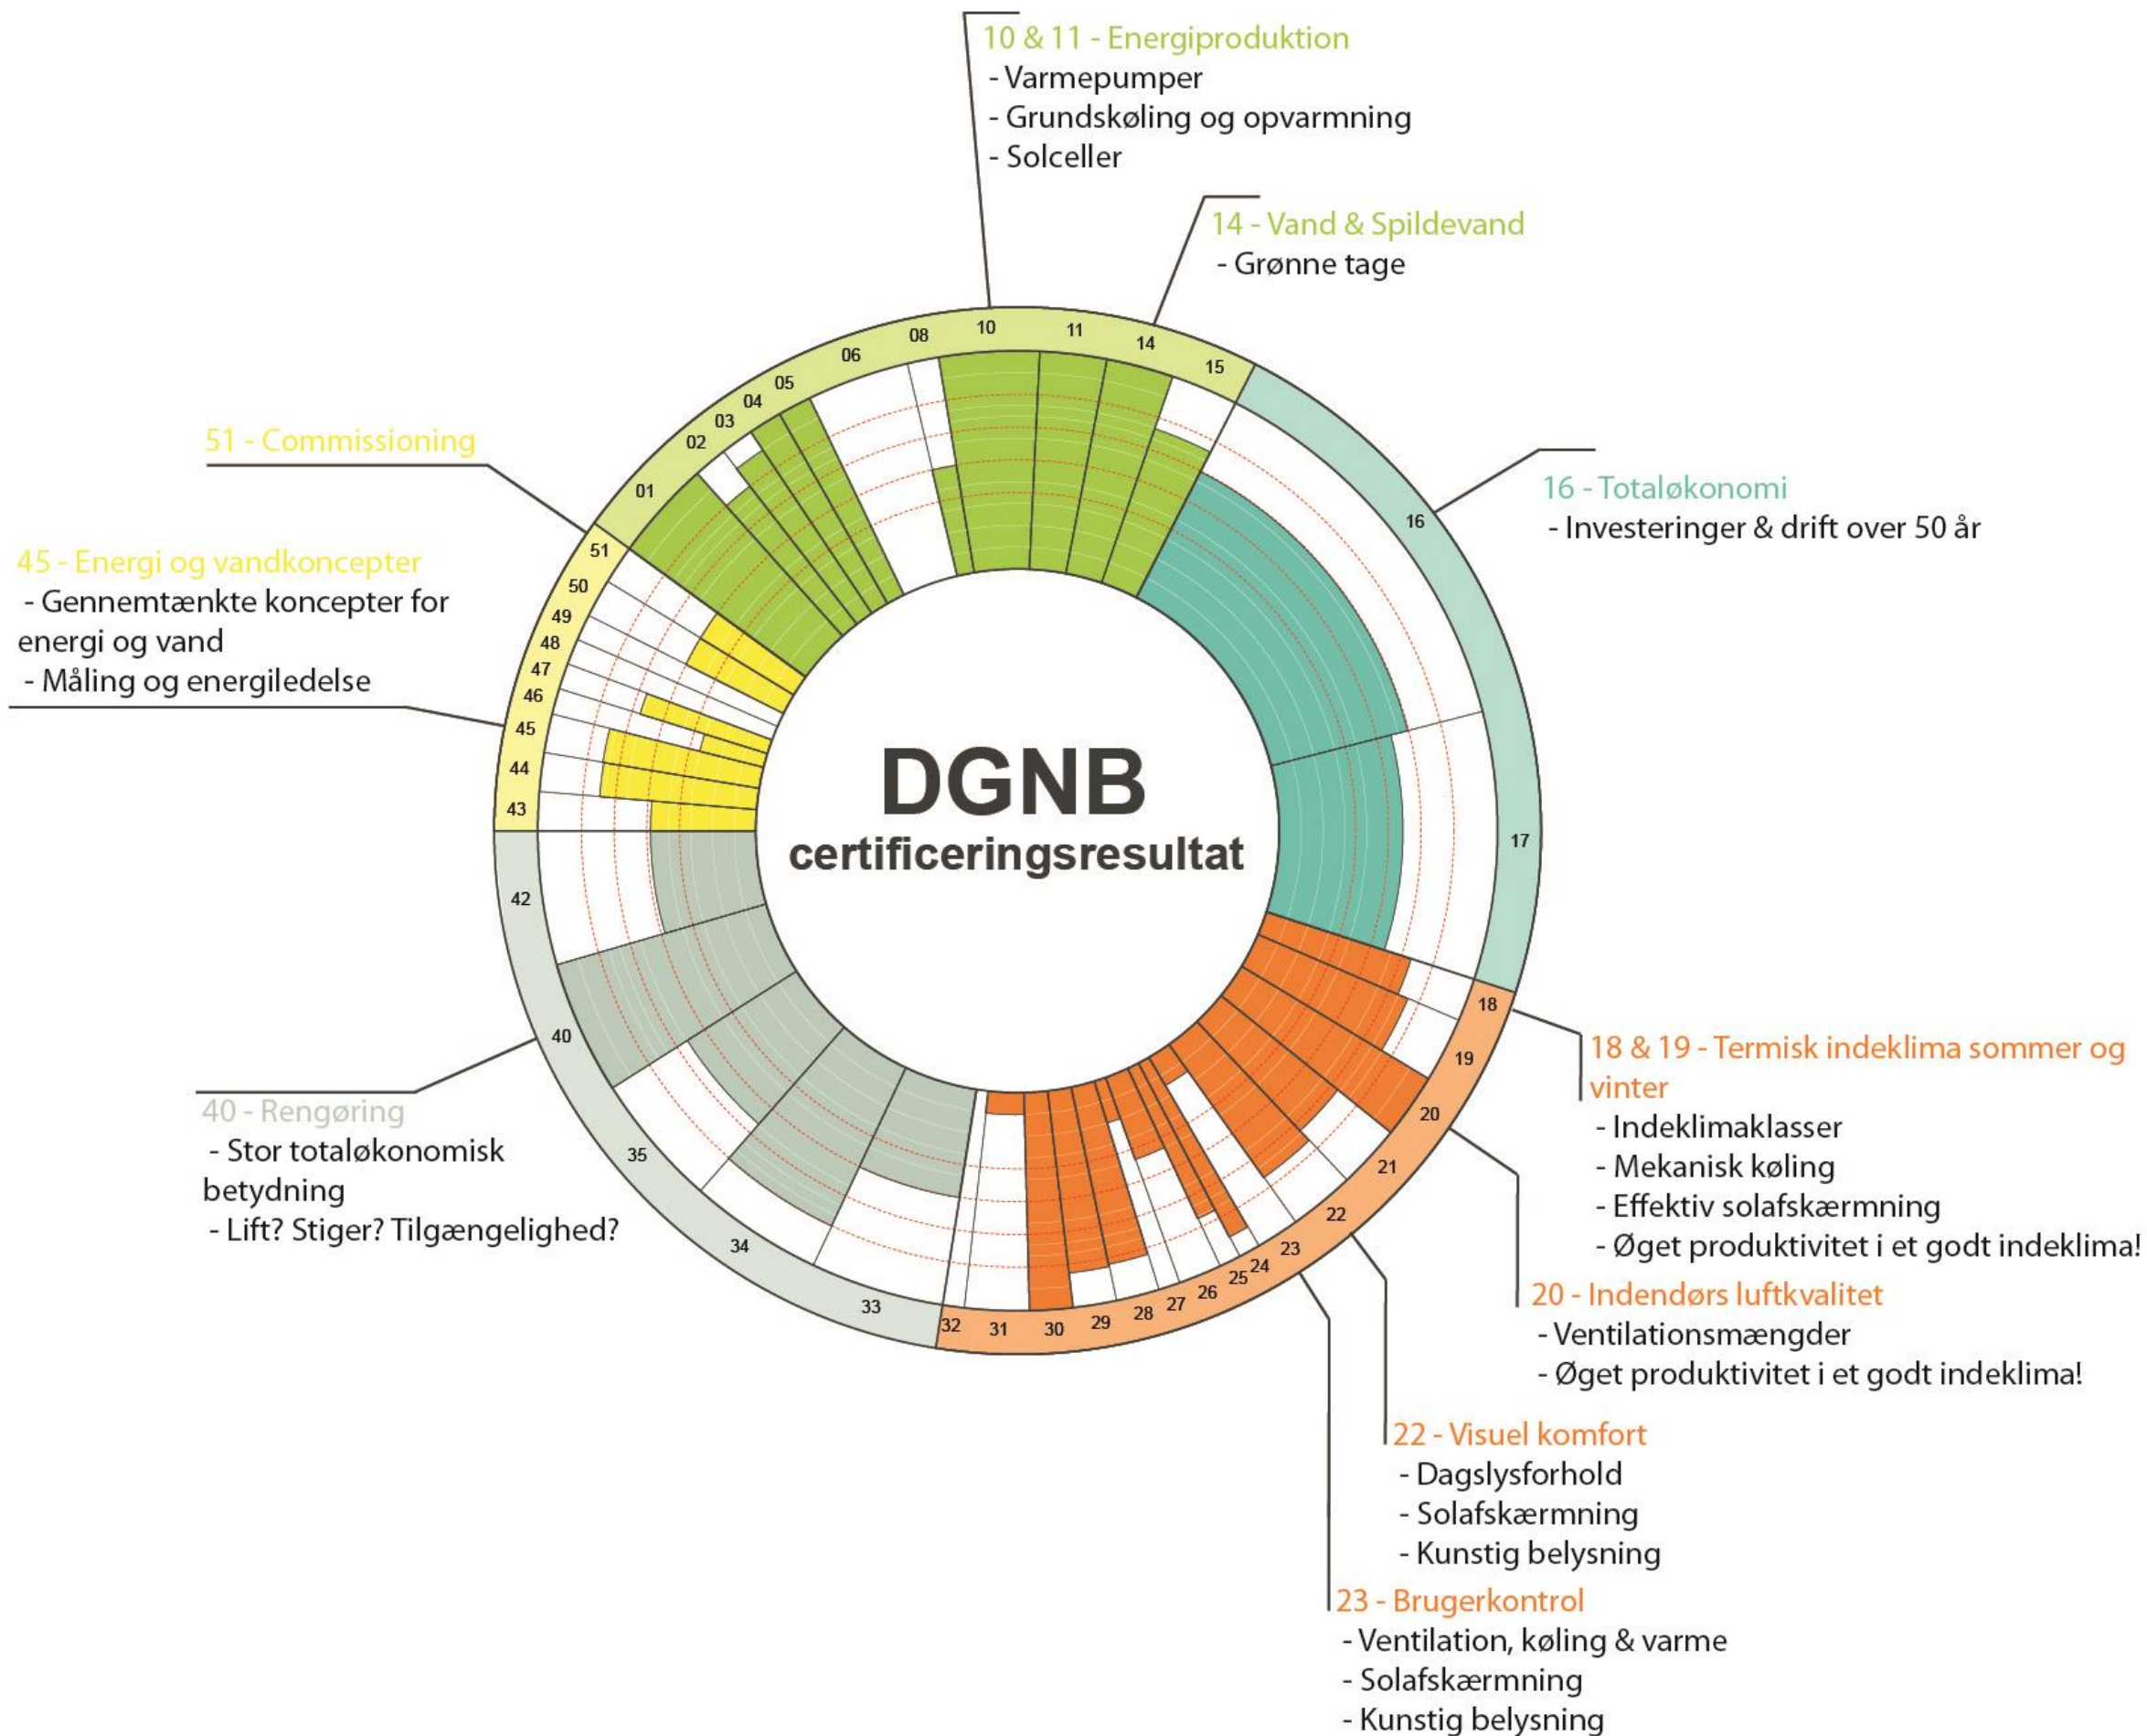 10 & 11 - Energiproduktion
- Varmepumper
- Grundskøling og opvarmning
- Solceller
14 - Vand & Spildevand
- Grønne tage
16 - Totaløkonomi
- Investeringer & drift over 50 år
18 & 19 - Termisk indeklima sommer og
vinter
- Indeklimaklasser
- Mekanisk køling
- Effektiv solafskærmning
- Øget produktivitet i et godt indeklima!
20 - Indendørs luftkvalitet
- Ventilationsmængder
- Øget produktivitet i et godt indeklima!
22 - Visuel komfort
- Dagslysforhold
- Solafskærmning
- Kunstig belysning
23 - Brugerkontrol
- Ventilation, køling & varme
- Solafskærmning
- Kunstig belysning
40 - Rengøring
- Stor totaløkonomisk
betydning
- Lift? Stiger? Tilgængelighed?
45 - Energi og vandkoncepter
- Gennemtænkte koncepter for
energi og vand
- Måling og energiledelse
51 - Commissioning
DGNB
certificeringsresultat
01
02
03
04
05
06
08
10
11
14
15
16
17
18
19
20
21
22
23
24
25
26
27
28
29
30
31
32
33
34
35
40
42
43
44
45
46
47
48
49
50
51